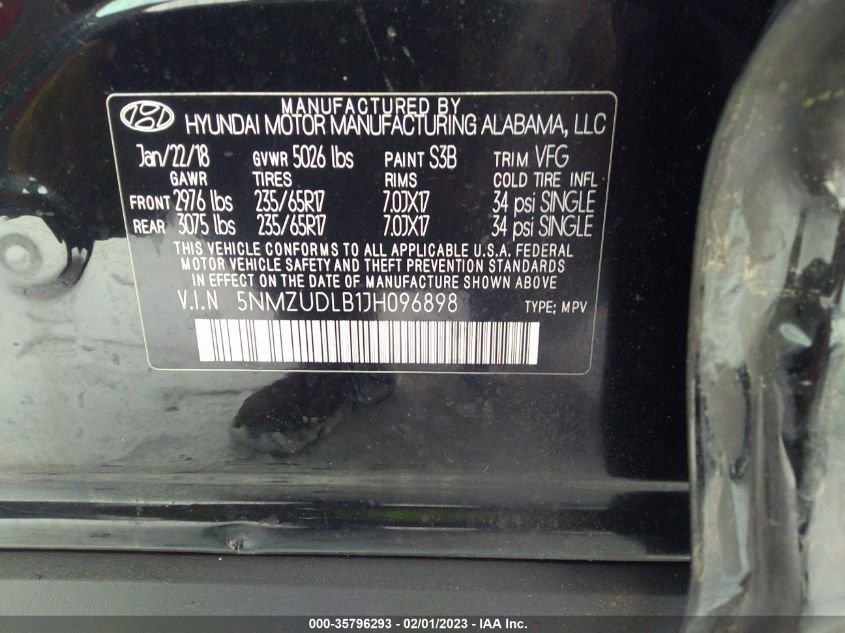 MANUFACTURED BY
HYUNDAI MOTOR MANUFACTURING ALABAMA, LLC
Jan/22/18 GVWR 5026 lbs PAINT S3B TRIM VFG
GAWR TIRES RIMS COLD TIRE INFL
FRONT 2976 lbs 235/65R17 7.0JX17 34 psi SINGLE
REAR 3075 lbs 235/65R17 7.0JX17 34 psi SINGLE
THIS VEHICLE CONFORMS TO ALL APPLICABLE U.S.A. FEDERAL
MOTOR VEHICLE SAFETY AND THEFT PREVENTION STANDARDS
IN EFFECT ON THE DATE OF MANUFACTURE SHOWN ABOVE.
V.I.N 5NMZUDLB1JH096898 TYPE: MPV
000-35796293 - 02/01/2023 - IAA Inc.